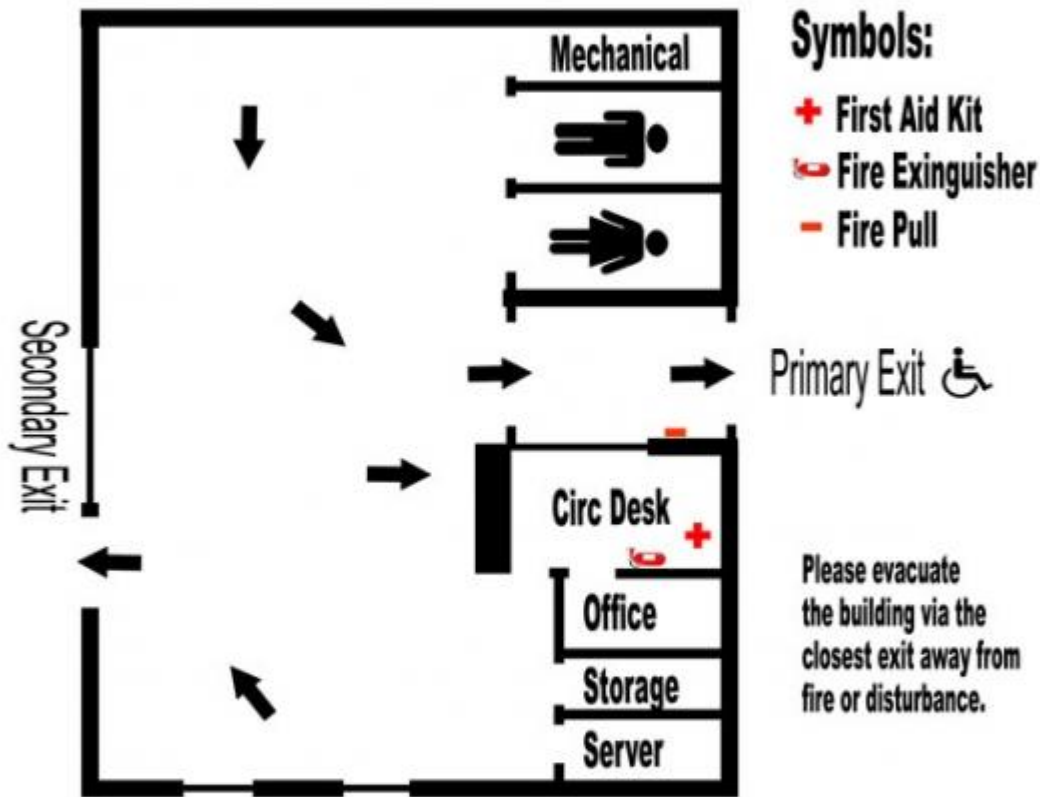 Mechanical
Symbols:
First Aid Kit
Fire Exinguisher
Fire Pull
Secondary Exit
Primary Exit
Circ Desk
Office
Storage
Server
Please evacuate
the building via the
closest exit away from
fire or disturbance.